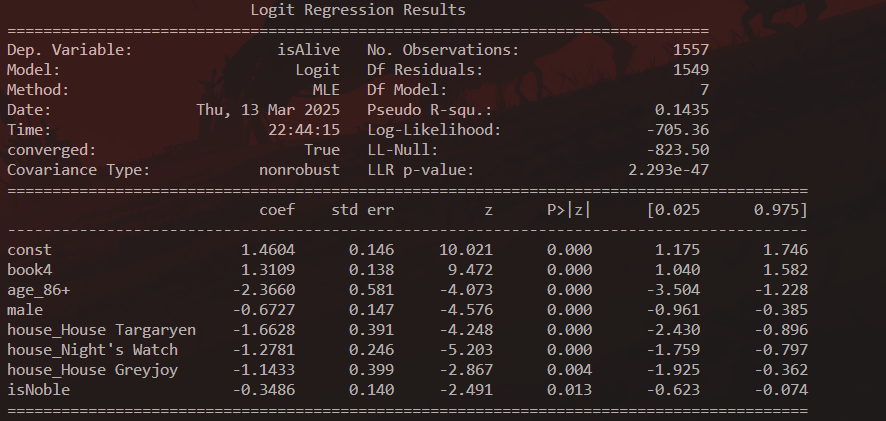 Logit Regression Results
==============================================================================
Dep. Variable: isAlive No. Observations: 1557
Model: Logit Df Residuals: 1549
Method: MLE Df Model: 7
Date: Thu, 13 Mar 2025 Pseudo R-squ.: 0.1435
Time: 22:44:15 Log-Likelihood: -705.36
converged: True LL-Null: -823.50
Covariance Type: nonrobust LLR p-value: 2.293e-47
=========================================================================================
coef std err z P>|z| [0.025 0.975]
-----------------------------------------------------------------------------------------
const 1.4604 0.146 10.021 0.000 1.175 1.746
book4 1.3109 0.138 9.472 0.000 1.040 1.582
age_86+ -2.3660 0.581 -4.073 0.000 -3.504 -1.228
male -0.6727 0.147 -4.576 0.000 -0.961 -0.385
house_House Targaryen -1.6628 0.391 -4.248 0.000 -2.430 -0.896
house_Night's Watch -1.2781 0.246 -5.203 0.000 -1.759 -0.797
house_House Greyjoy -1.1433 0.399 -2.867 0.004 -1.925 -0.362
isNoble -0.3486 0.140 -2.491 0.013 -0.623 -0.074
=========================================================================================